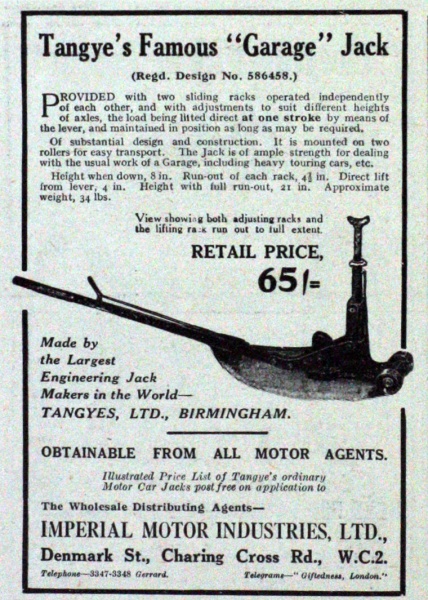 Tangye's Famous "Garage" Jack
(Regd. Design No. 586458.)
PROVIDED with two sliding racks operated independently
of each other, and with adjustments to suit different heights
of axles, the load being lifted direct at one stroke by means of
the lever, and maintained in position as long as may be required.
Of substantial design and construction. It is mounted on two
rollers for easy transport. The Jack is of ample strength for dealing
with the usual work of a Garage, including heavy touring cars, etc.
Height when down, 8 in. Run-out of each rack, 4½ in. Direct lift
from lever, 4 in. Height with full run-out, 21 in. Approximate
weight, 34 lbs.
View showing both adjusting racks and
the lifting rack run out to full extent.
RETAIL PRICE,
65/=
Made by
the Largest
Engineering Jack
Makers in the World—
TANGYES, LTD., BIRMINGHAM.
OBTAINABLE FROM ALL MOTOR AGENTS.
Illustrated Price List of Tangye's ordinary
Motor Car Jacks post free on application to
The Wholesale Distributing Agents—
IMPERIAL MOTOR INDUSTRIES, LTD.,
Denmark St., Charing Cross Rd., W.C.2.
Telephone—3347-3348 Gerrard. Telegrams—"Giftedness, London."